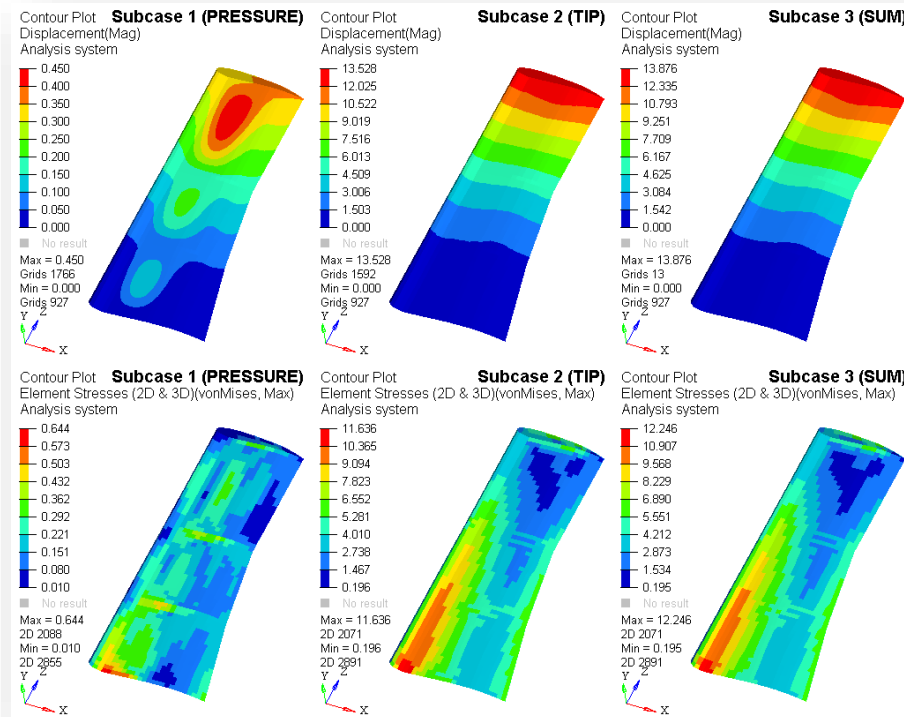 Contour Plot Subcase 1 (PRESSURE)
Displacement(Mag)
Analysis system
0.450
0.400
0.350
0.300
0.250
0.200
0.150
0.100
0.050
0.000
No result
Max = 0.450
Grids 1766
Min = 0.000
Grids 927
Y Z
X
Contour Plot Subcase 2 (TIP)
Displacement(Mag)
Analysis system
13.528
12.025
10.522
9.019
7.516
6.013
4.509
3.006
1.503
0.000
No result
Max = 13.528
Grids 1592
Min = 0.000
Grids 927
Y Z
X
Contour Plot Subcase 3 (SUM)
Displacement(Mag)
Analysis system
13.876
12.335
10.793
9.251
7.709
6.167
4.625
3.084
1.542
0.000
No result
Max = 13.876
Grids 13
Min = 0.000
Grids 927
Y Z
X
Contour Plot Subcase 1 (PRESSURE)
Element Stresses (2D & 3D)(vonMises, Max)
Analysis system
0.644
0.573
0.503
0.432
0.362
0.292
0.221
0.151
0.080
0.010
No result
Max = 0.644
2D 2088
Min = 0.010
2D 2855
Y Z
X
Contour Plot Subcase 2 (TIP)
Element Stresses (2D & 3D)(vonMises, Max)
Analysis system
11.636
10.365
9.094
7.823
6.552
5.281
4.010
2.738
1.467
0.196
No result
Max = 11.636
2D 2071
Min = 0.196
2D 2891
Y Z
X
Contour Plot Subcase 3 (SUM)
Element Stresses (2D & 3D)(vonMises, Max)
Analysis system
12.246
10.907
9.568
8.229
6.890
5.551
4.212
2.873
1.534
0.195
No result
Max = 12.246
2D 2071
Min = 0.195
2D 2891
Y Z
X